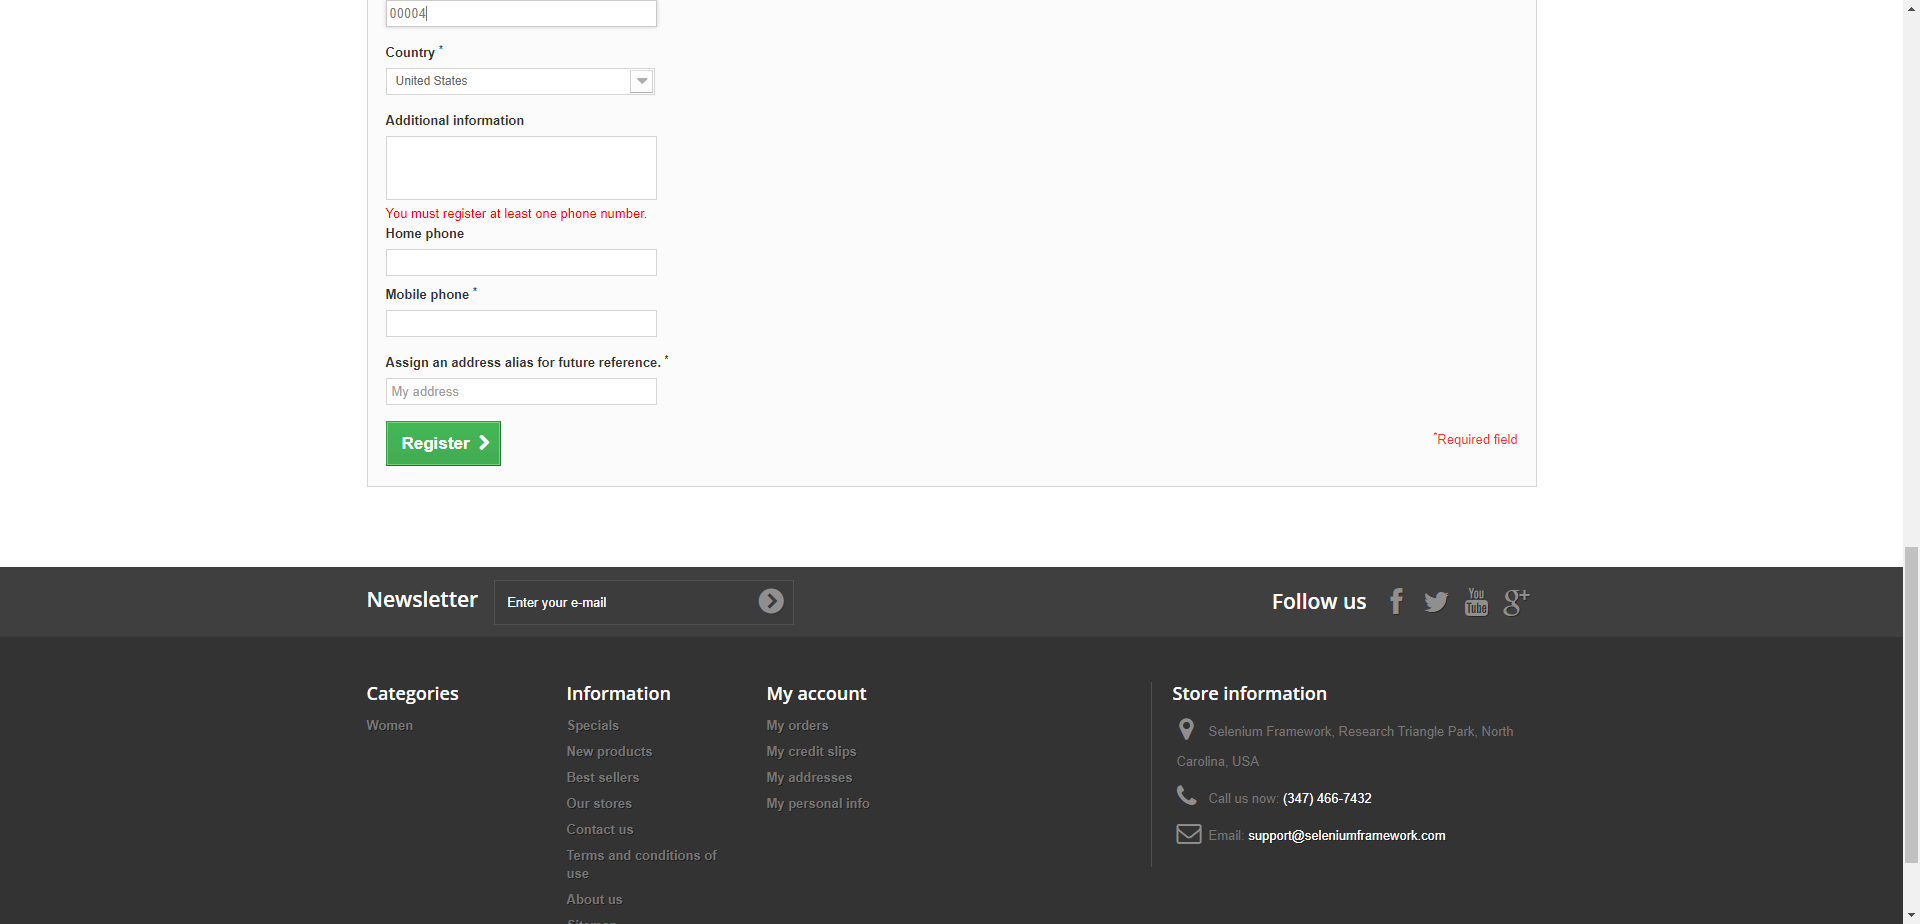 00004
Country *
United States
Additional information
You must register at least one phone number.
Home phone
Mobile phone *
Assign an address alias for future reference. *
My address
Register
*Required field
Newsletter
Enter your e-mail
Follow us
You
Tube
g+
Categories
Women
Information
Specials
New products
Best sellers
Our stores
Contact us
Terms and conditions of
use
About us
Sitemap
My account
My orders
My credit slips
My addresses
My personal info
Store information
Selenium Framework, Research Triangle Park, North
Carolina, USA
Call us now: (347) 466-7432
Email: support@seleniumframework.com